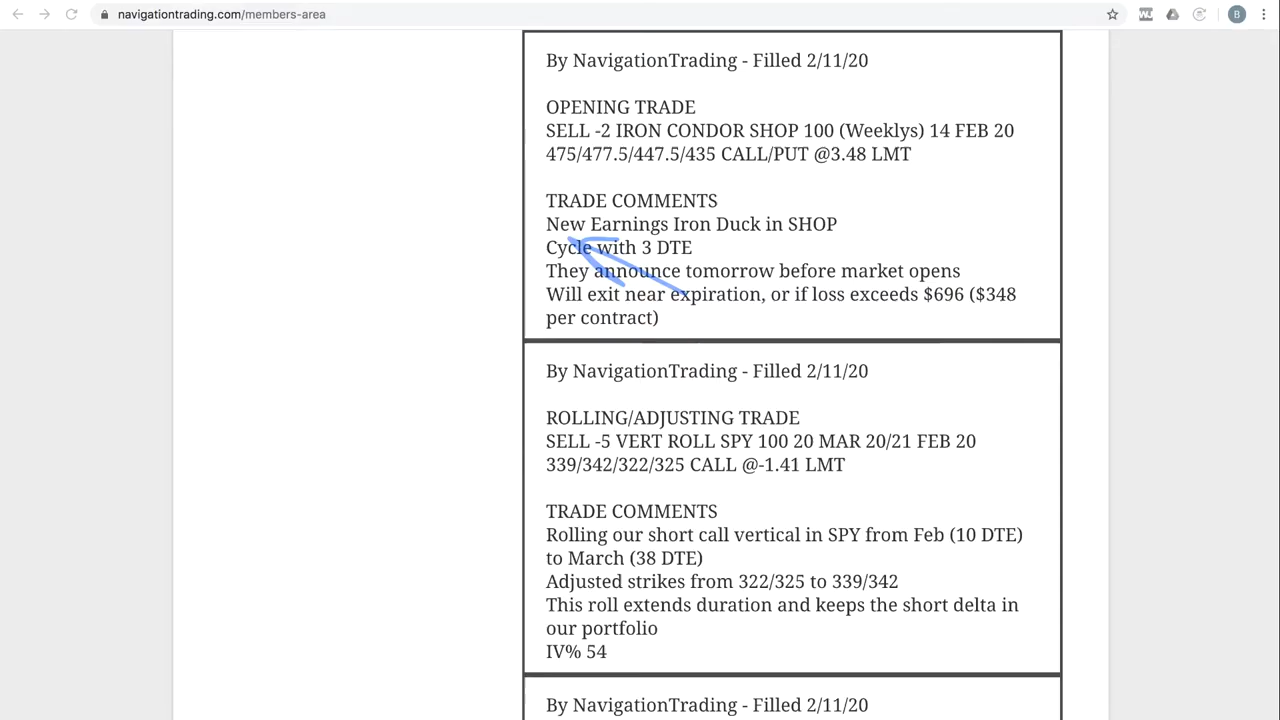 navigationtrading.com/members-area
B
By NavigationTrading - Filled 2/11/20
OPENING TRADE
SELL -2 IRON CONDOR SHOP 100 (Weeklys) 14 FEB 20
475/477.5/447.5/435 CALL/PUT @3.48 LMT
TRADE COMMENTS
New Earnings Iron Duck in SHOP
Cycle with 3 DTE
They announce tomorrow before market opens
Will exit near expiration, or if loss exceeds $696 ($348
per contract)
By NavigationTrading - Filled 2/11/20
ROLLING/ADJUSTING TRADE
SELL -5 VERT ROLL SPY 100 20 MAR 20/21 FEB 20
339/342/322/325 CALL @-1.41 LMT
TRADE COMMENTS
Rolling our short call vertical in SPY from Feb (10 DTE)
to March (38 DTE)
Adjusted strikes from 322/325 to 339/342
This roll extends duration and keeps the short delta in
our portfolio
IV% 54
By NavigationTrading - Filled 2/11/20